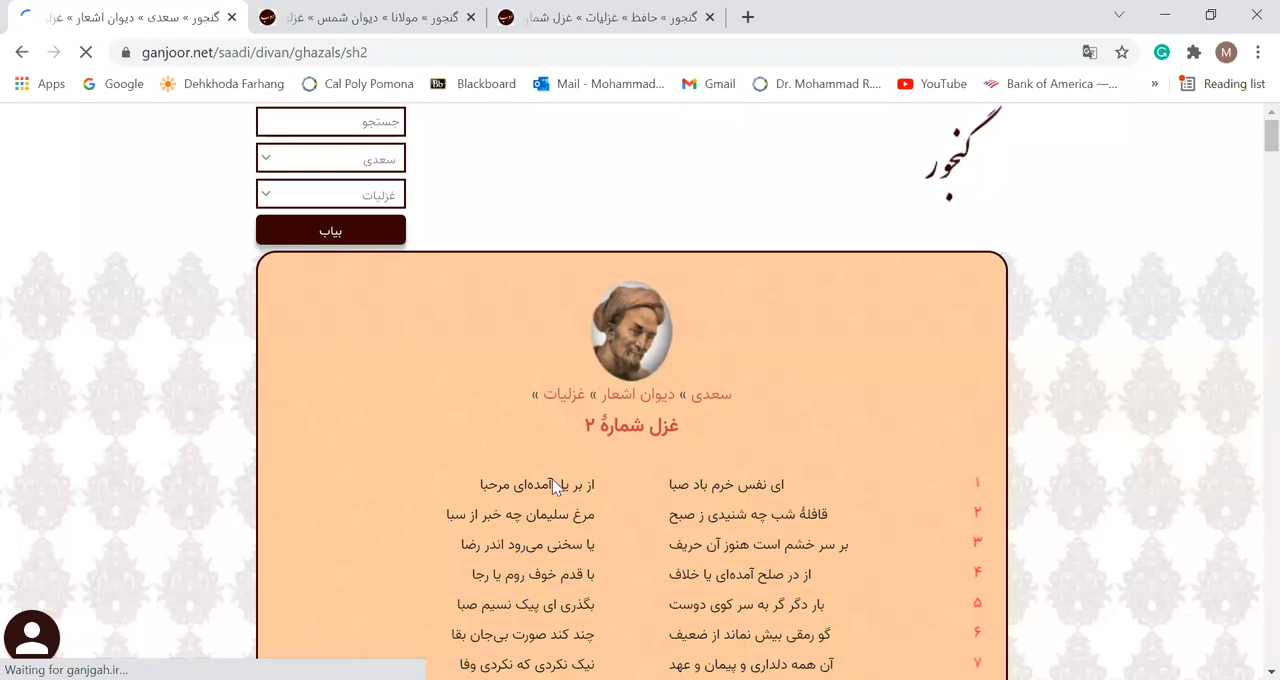 گنجور » سعدی » دیوان اشعار » غزل
گنجور » مولانا » دیوان شمس » غزلی
گنجور » حافظ » غزلیات » غزل شمار
ganjoor.net/saadi/divan/ghazals/sh2
M
Apps
Google
Dehkhoda Farhang
Cal Poly Pomona
Bb
Blackboard
Mail - Mohammad...
Gmail
Dr. Mohammad R....
YouTube
Bank of America —...
»
Reading list
جستجو
سعدی
غزلیات
بیاب
گنجور
سعدی » دیوان اشعار » غزلیات »
غزل شمارهٔ ۲
۱ ای نفس خرم باد صبا از بر یار آمده‌ای مرحبا
۲ قافلهٔ شب چه شنیدی ز صبح مرغ سلیمان چه خبر از سبا
۳ بر سر خشم است هنوز آن حریف یا سخنی می‌رود اندر رضا
۴ از در صلح آمده‌ای یا خلاف با قدم خوف روم یا رجا
۵ بار دگر گر به سر کوی دوست بگذری ای پیک نسیم صبا
۶ گو رمقی بیش نماند از ضعیف چند کند صورت بی‌جان بقا
۷ آن همه دلداری و پیمان و عهد نیک نکردی که نکردی وفا
Waiting for ganjgah.ir...